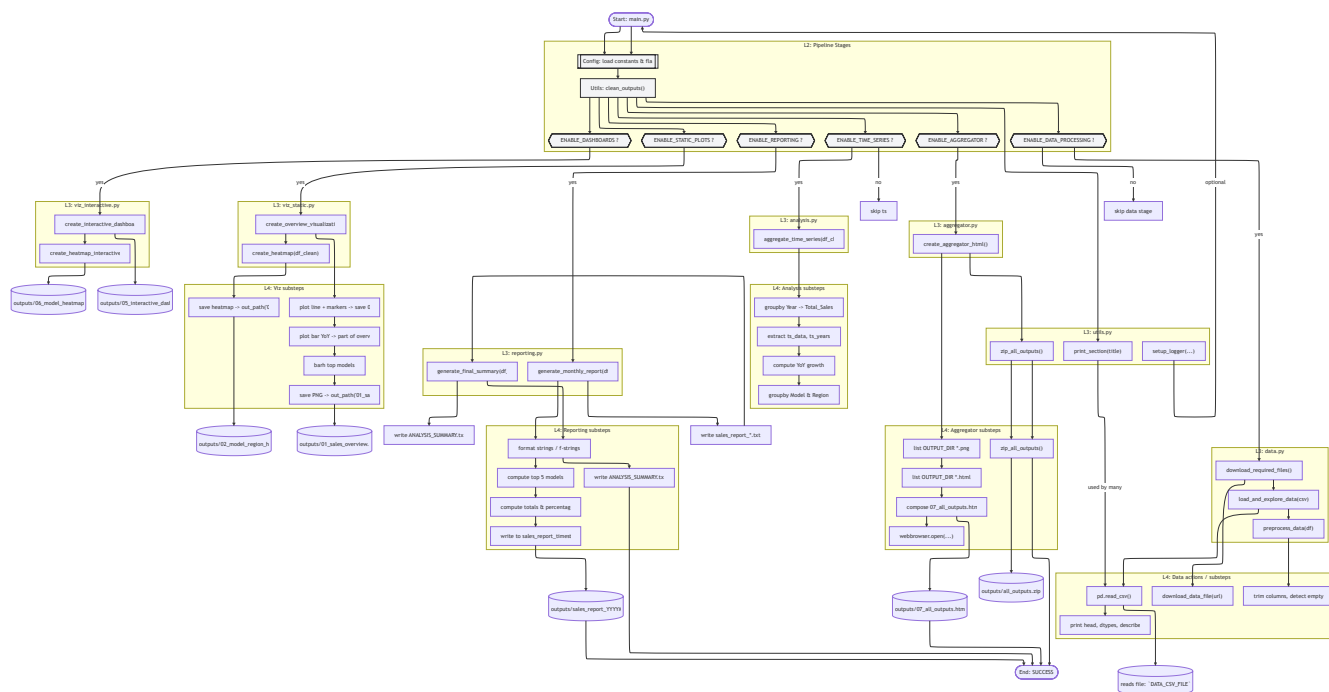 Start: main.py
L2: Pipeline Stages
Config: load constants & fla
Utils: clean_outputs()
ENABLE_DASHBOARDS ?
ENABLE_STATIC_PLOTS ?
ENABLE_REPORTING ?
ENABLE_TIME_SERIES ?
ENABLE_AGGREGATOR ?
ENABLE_DATA_PROCESSING ?
yes
yes
yes
yes
no
yes
no
optional
L3: viz_interactive.py
create_interactive_dashboa
create_heatmap_interactive
outputs/06_model_heatmap
outputs/05_interactive_dasl
L3: viz_static.py
create_overview_visualizati
create_heatmap(df_clean)
L4: Viz substeps
save heatmap -> out_path('
plot line + markers -> save
plot bar YoY -> part of overv
barh top models
save PNG -> out_path('01_sa
outputs/02_model_region_h
outputs/01_sales_overview.
L3: reporting.py
generate_final_summary(df_
generate_monthly_report(df
write ANALYSIS_SUMMARY.tx
write sales_report_*.txt
L4: Reporting substeps
format strings / f-strings
compute top 5 models
write ANALYSIS_SUMMARY.tx
compute totals & percentag
write to sales_report_timest
outputs/sales_report_YYYY
L3: analysis.py
aggregate_time_series(df_cl
skip ts
L4: Analysis substeps
groupby Year -> Total_Sales
extract ts_data, ts_years
compute YoY growth
groupby Model & Region
L3: aggregator.py
create_aggregator_html()
skip data stage
yes
L3: utils.py
zip_all_outputs()
print_section(title)
setup_logger(...)
L4: Aggregator substeps
list OUTPUT_DIR *.png
zip_all_outputs()
list OUTPUT_DIR *.html
compose 07_all_outputs.htm
webbrowser.open(...)
outputs/all_outputs.zip
outputs/07_all_outputs.htm
used by many
L3: data.py
download_required_files()
load_and_explore_data(csv)
preprocess_data(df)
L4: Data actions / substeps
pd.read_csv()
download_data_file(url)
trim columns, detect empty
print head, dtypes, describe
reads file: `DATA_CSV_FILE`
End: SUCCESS